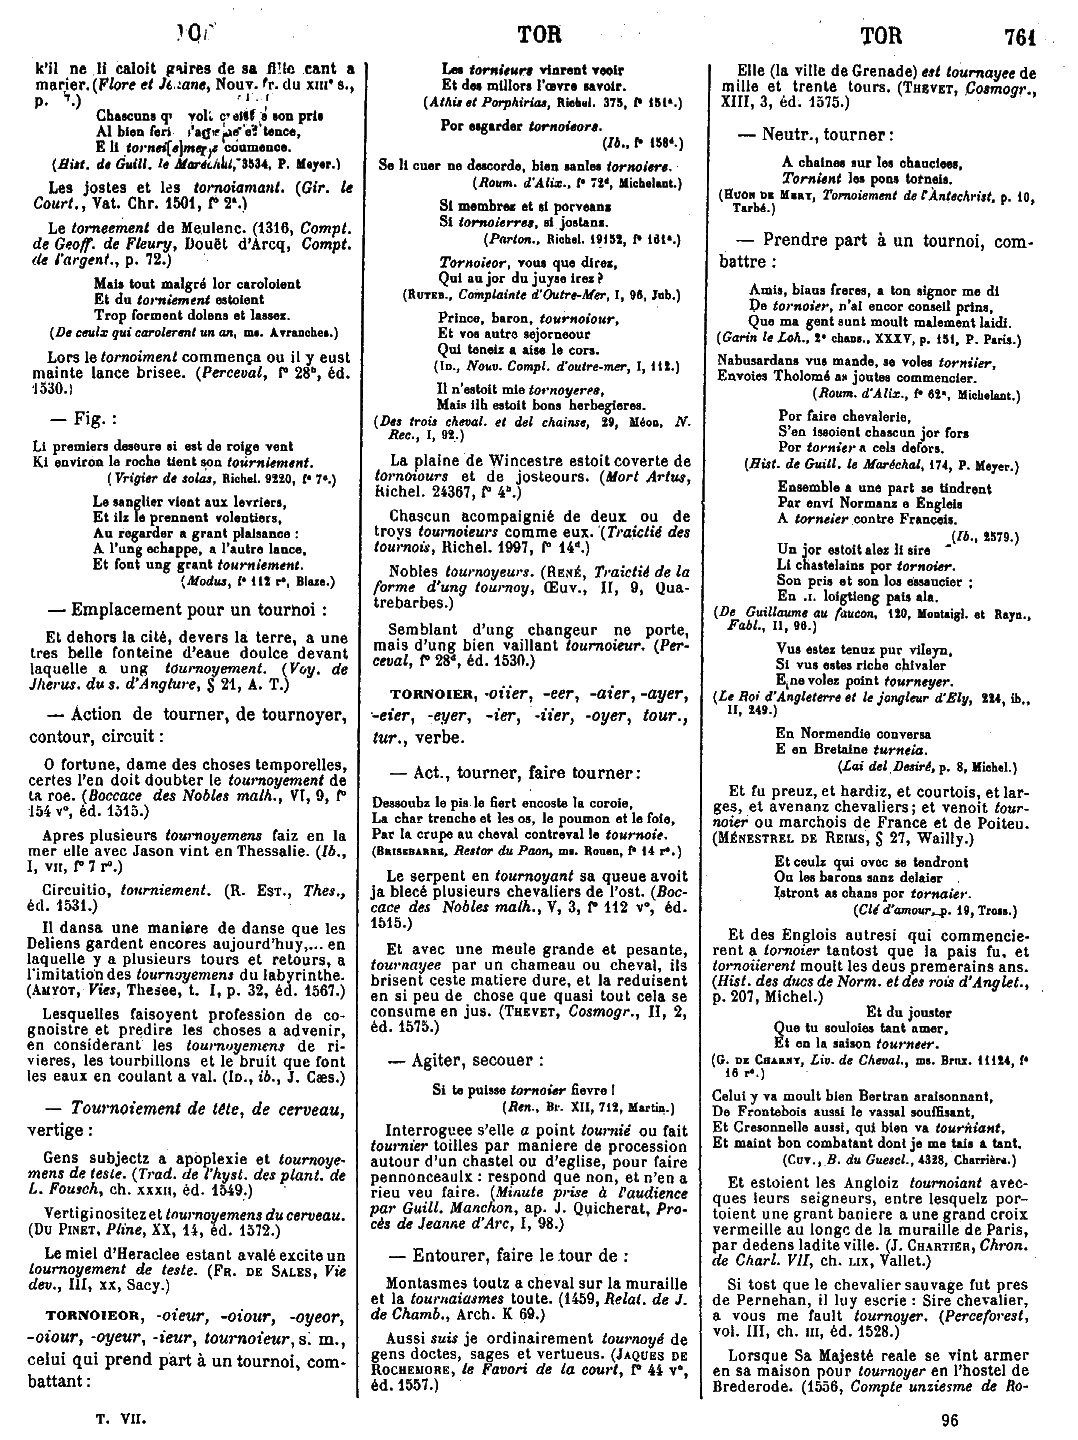 TOR
TOR 761
k'il ne li caloit gaires de sa fille cant a
marier. (Flore et Jehane, Nouv. fr. du XIIIe s.,
p. .)
Chascuns
Al bien feri
E li tornei[e]mens coumence.
(Hist. de Guill. le Maréchal, 3534, P. Meyer.)
Les jostes et les tornoiamant. (Gir. le
Court., Vat. Chr. 1501, f° 2a.)
Le torneement de Meulenc. (1316, Compt.
de Geoff. de Fleury, Douët d'Arcq, Compt.
de l'argent., p. 72.)
Mais tout malgré lor caroloient
Et du torniement estoient
Trop forment dolens et lassez.
(De ceulx qui carolerent un an, ms. Avranches.)
Lors le tornoiment commença ou il y eust
mainte lance brisee. (Perceval, f° 28b, éd.
1530.)
— Fig. :
Li premiers deseure si est de roige vent
Ki environ le roche tient son tourniement.
(Vrigier de solas, Richel. 9220, f° 7a.)
Le sanglier vient aux levriers,
Et ilz le prennent volentiers,
Au regarder a grant plaisance :
A l'ung echappe, a l'autre lance,
Et font ung grant tourniement.
(Modus, f° 112 r°, Blaze.)
— Emplacement pour un tournoi :
Et dehors la cité, devers la terre, a une
tres belle fonteine d'eaue doulce devant
laquelle a ung tournoyement. (Voy. de
Jherus. du s. d'Anglure, § 21, A. T.)
— Action de tourner, de tournoyer,
contour, circuit :
O fortune, dame des choses temporelles,
certes l'en doit doubter le tournoyement de
ta roe. (Boccace des Nobles malh., VI, 9, f°
154 v°, éd. 1515.)
Apres plusieurs tournoyemens faiz en la
mer elle avec Jason vint en Thessalie. (Ib.,
I, VII, f° 7 r°.)
Circuitio, tourniement. (R. EST., Thes.,
éd. 1531.)
Il dansa une maniere de danse que les
Deliens gardent encores aujourd'huy,... en
laquelle y a plusieurs tours et retours, a
l'imitation des tournoyemens du labyrinthe.
(AMYOT, Vies, Thesee, t. I, p. 32, éd. 1567.)
Lesquelles faisoyent profession de co-
gnoistre et predire les choses a advenir,
en considerant les tournoyemens de ri-
vieres, les tourbillons et le bruit que font
les eaux en coulant a val. (ID., ib., J. Cæs.)
— Tournoiement de tête, de cerveau,
vertige :
Gens subjectz a apoplexie et tournoye-
mens de teste. (Trad. de l'hyst. des plant. de
L. Fousch, ch. XXXII, éd. 1549.)
Vertiginositez et tournoyemens du cerveau.
(DU PINET, Pline, XX, 14, éd. 1572.)
Le miel d'Heraclee estant avalé excite un
tournoyement de teste. (FR. DE SALES, Vie
dev., III, XX, Sacy.)
TORNOIEOR, -oieur, -oiour, -oyeor,
-oiour, -oyeur, -ieur, tournoieur, s. m.,
celui qui prend part à un tournoi, com-
battant :
T. VII.
Les tornieurs vinrent veoir
Et des millors l'œvre savoir.
(Athis et Porphirias, Richel. 375, f° 151a.)
Por esgarder tornoieors.
(Ib., f° 158d.)
Se li cuer ne descorde, bien sanles tornoiers.
(Roum. d'Alix., f° 72d, Michelant.)
Si membrez et si porveans
Si tornoierres, si jostans.
(Parton., Richel. 19152, f° 161a.)
Tornoieor, vous que direz,
Qui au jor du juyse irez ?
(RUTEB., Complainte d'Outre-Mer, I, 96, Jub.)
Prince, baron, tournoiour,
Et vos autre sejorneour
Qui teneiz a aise le cors.
(ID., Nouv. Compl. d'outre-mer, I, 112.)
Il n'estoit mie tornoyeres,
Mais ilh estoit bons herbegieres.
(Des trois cheval. et del chainse, 29, Méon, N.
Rec., I, 92.)
La plaine de Wincestre estoit coverte de
tornoiours et de josteours. (Mort Artus,
Richel. 24367, f° 4b.)
Chascun acompaignié de deux ou de
troys tournoieurs comme eux. (Traictié des
tournois, Richel. 1997, f° 14d.)
Nobles tournoyeurs. (RENÉ, Traictié de la
forme d'ung tournoy, Œuv., II, 9, Qua-
trebarbes.)
Semblant d'ung changeur ne porte,
mais d'ung bien vaillant tournoieur. (Per-
ceval, f° 28d, éd. 1530.)
TORNOIER, -oiier, -eer, -aier, -ayer,
-eier, -eyer, -ier, -iier, -oyer, tour.,
tur., verbe.
— Act., tourner, faire tourner :
Dessoubz le pis le fiert encoste la coroie,
La char trenche et les os, le poumon et le foie,
Par la crupe au cheval contreval le tournoie.
(BRISEBARRE, Restor du Paon, ms. Rouen, f° 14 r°.)
Le serpent en tournoyant sa queue avoit
ja blecé plusieurs chevaliers de l'ost. (Boc-
cace des Nobles malh., V, 3, f° 112 v°, éd.
1515.)
Et avec une meule grande et pesante,
tournayee par un chameau ou cheval, ils
brisent ceste matiere dure, et la reduisent
en si peu de chose que quasi tout cela se
consume en jus. (THEVET, Cosmogr., II, 2,
éd. 1575.)
— Agiter, secouer :
Si te puisse tornoier fievre !
(Ren., Br. XII, 712, Martin.)
Interroguee s'elle a point tournié ou fait
tournier toilles par maniere de procession
autour d'un chastel ou d'eglise, pour faire
pennonceaulx : respond que non, et n'en a
rieu veu faire. (Minute prise à l'audience
par Guill. Manchon, ap. J. Quicherat, Pro-
cès de Jeanne d'Arc, I, 98.)
— Entourer, faire le tour de :
Montasmes toutz a cheval sur la muraille
et la tournaiasmes toute. (1459, Relat. de J.
de Chamb., Arch. K 69.)
Aussi suis je ordinairement tournoyé de
gens doctes, sages et vertueus. (JAQUES DE
ROCHEMORE, le Favori de la court, f° 44 v°,
éd. 1557.)
Elle (la ville de Grenade) est tournayee de
mille et trente tours. (THEVET, Cosmogr.,
XIII, 3, éd. 1575.)
— Neutr., tourner :
A chaines sur les chauciees,
Tornient les pons torneis.
(HUON DE MERY, Tornoiement de l'Antechrist, p. 10,
Tarbé.)
— Prendre part à un tournoi, com-
battre :
Amis, biaus freres, a ton signor me di
De tornoier, n'ai encor conseil prins,
Que ma gent sunt moult malement laidi.
(Garin le Loh., 2e chans., XXXV, p. 151, P. Paris.)
Nabusardans vus mande, se voles torniier,
Envoies Tholomé as joutes commencier.
(Roum. d'Alix., f° 62a, Michelant.)
Por faire chevalerie,
S'en issoient chascun jor fors
Por tornier a cels defors.
(Hist. de Guill. le Maréchal, 174, P. Meyer.)
Ensemble a une part se tindrent
Par envi Normanz e Engleis
A torneier contre Franceis.
(Ib., 2579.)
Un jor estoit alez li sire
Li chastelains por tornoier.
Son pris et son los essaucier ;
En .I. loigtieng pais ala.
(De Guillaume au faucon, 120, Montaigl. et Rayn.,
Fabl., II, 96.)
Vus estez tenuz pur vileyn,
Si vus estes riche chivaler
E ne volez point tourneyer.
(Le Roi d'Angleterre et le jongleur d'Ely, 224, ib.,
II, 249.)
En Normendie conversa
E en Bretaine turneia.
(Lai del Desiré, p. 8, Michel.)
Et fu preuz, et hardiz, et courtois, et lar-
ges, et avenanz chevaliers ; et venoit tour-
noier ou marchois de France et de Poiteu.
(MÉNESTREL DE REIMS, § 27, Wailly.)
Et ceulz qui ovec se tendront
Ou les barons sanz delaier
Istront as chans por tornaier.
(Clé d'amour, p. 19, Tross.)
Et des Englois autresi qui commencie-
rent a tornoier tantost que la pais fu, et
tornoiierent moult les deus premerains ans.
(Hist. des ducs de Norm. et des rois d'Anglet.,
p. 207, Michel.)
Et du jouster
Que tu souloies tant amer,
Et en la saison tourneer.
(G. DE CHARNY, Liv. de Cheval., ms. Brux. 11124, f°
16 r°.)
Celui y va moult bien Bertran araisonnant,
De Frontebois aussi le vassal souffisant,
Et Cresonnelle aussi, qui bien va tourniant,
Et maint bon combatant dont je me tais a tant.
(CUV., B. du Guescl., 4328, Charrière.)
Et estoient les Angloiz tournoiant avec-
ques leurs seigneurs, entre lesquelz por-
toient une grant baniere a une grand croix
vermeille au longc de la muraille de Paris,
par dedens ladite ville. (J. CHARTIER, Chron.
de Charl. VII, ch. LIX, Vallet.)
Si tost que le chevalier sauvage fut pres
de Pernehan, il luy escrie : Sire chevalier,
a vous me fault tournoyer. (Perceforest,
vol. III, ch. III, éd. 1528.)
Lorsque Sa Majesté reale se vint armer
en sa maison pour tournoyer en l'hostel de
Brederode. (1556, Compte unziesme de Ro-
96